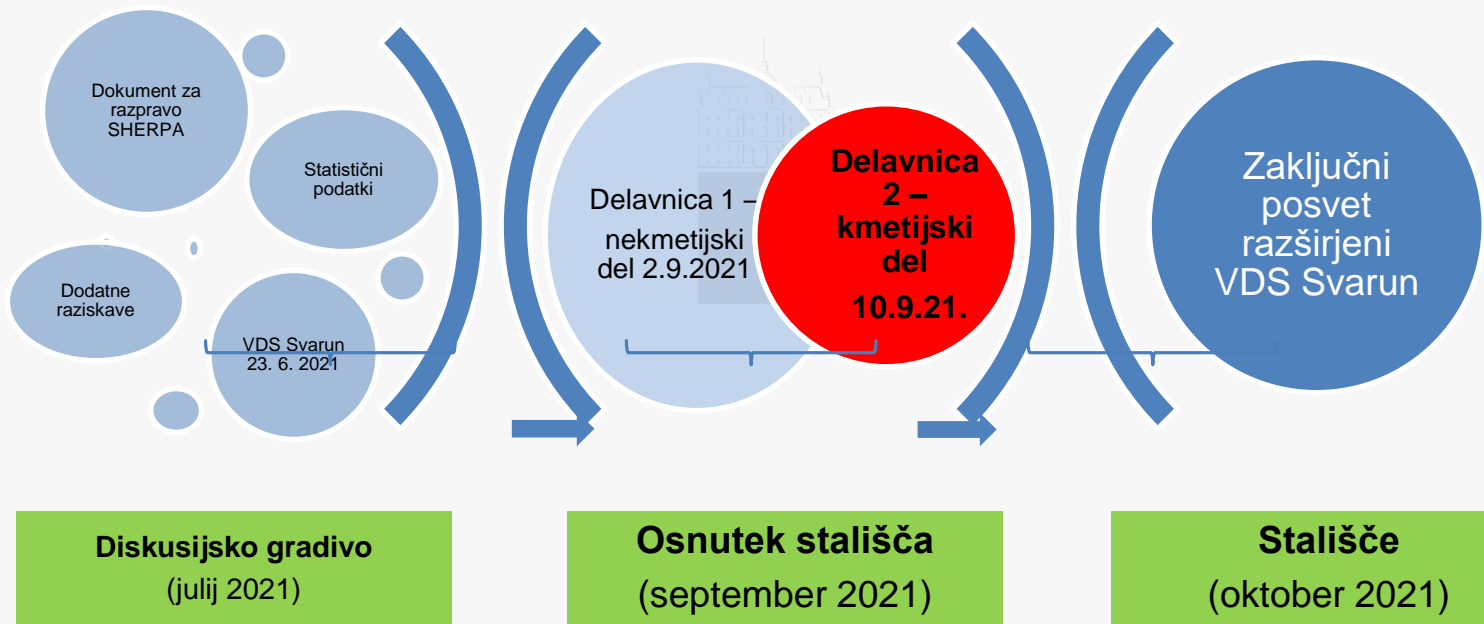 Dokument za
razpravo
SHERPA
Statistični
podatki
Dodatne
raziskave
VDS Svarun
23. 6. 2021
Delavnica 1 –
nekmetijski
del 2.9.2021
Delavnica
2 –
kmetijski
del
10.9.21.
Zaključni
posvet
razširjeni
VDS Svarun
Diskusijsko gradivo
(julij 2021)
Osnutek stališča
(september 2021)
Stališče
(oktober 2021)